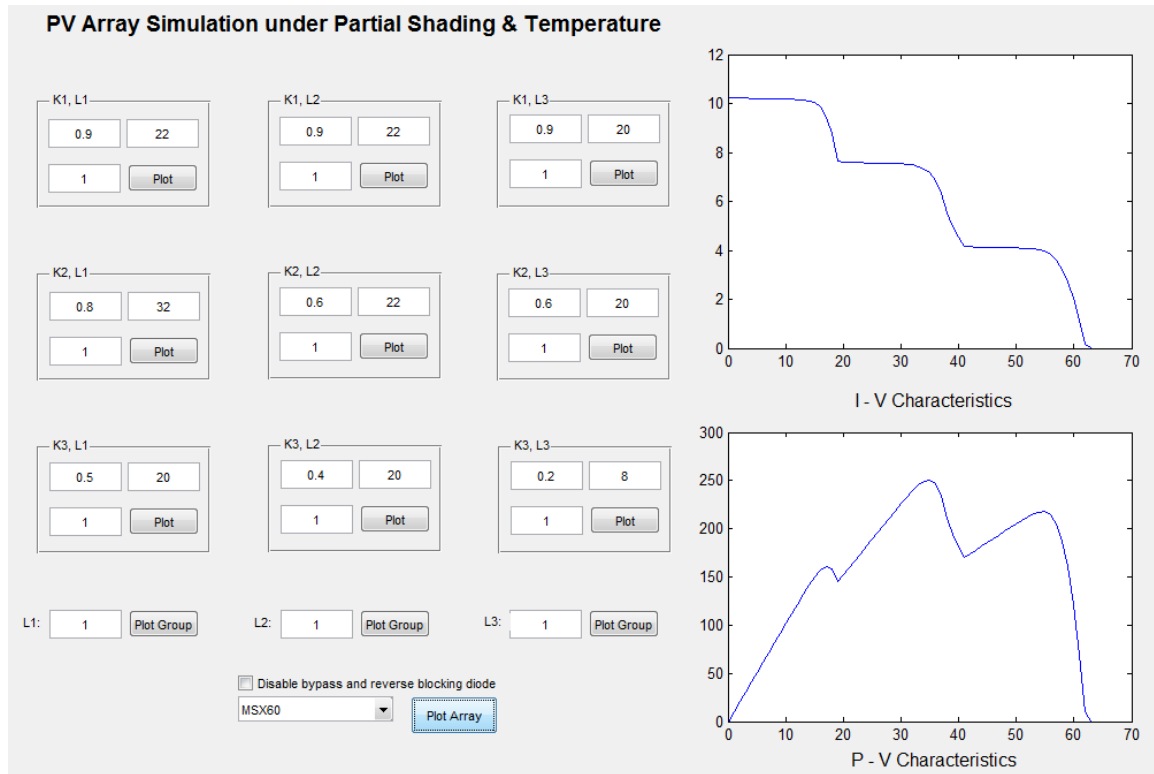 PV Array Simulation under Partial Shading & Temperature
K1, L1
0.9 22
1 Plot
K1, L2
0.9 22
1 Plot
K1, L3
0.9 20
1 Plot
K2, L1
0.8 32
1 Plot
K2, L2
0.6 22
1 Plot
K2, L3
0.6 20
1 Plot
K3, L1
0.5 20
1 Plot
K3, L2
0.4 20
1 Plot
K3, L3
0.2 8
1 Plot
L1: 1 Plot Group
L2: 1 Plot Group
L3: 1 Plot Group
Disable bypass and reverse blocking diode
MSX60
Plot Array
12
10
8
6
4
2
0
0 10 20 30 40 50 60 70
I - V Characteristics
300
250
200
150
100
50
0
0 10 20 30 40 50 60 70
P - V Characteristics